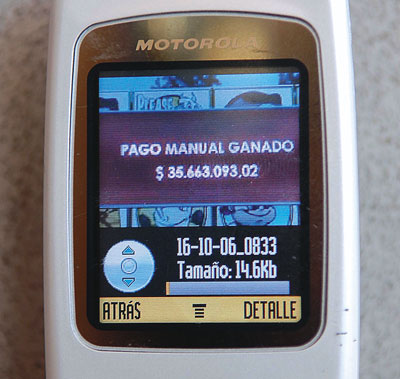 MOTOROLA
PAGO MANUAL GANADO
$ 35.663.093,02
16-10-06_0833
Tamaño: 14.6Kb
ATRÁS
DETALLE